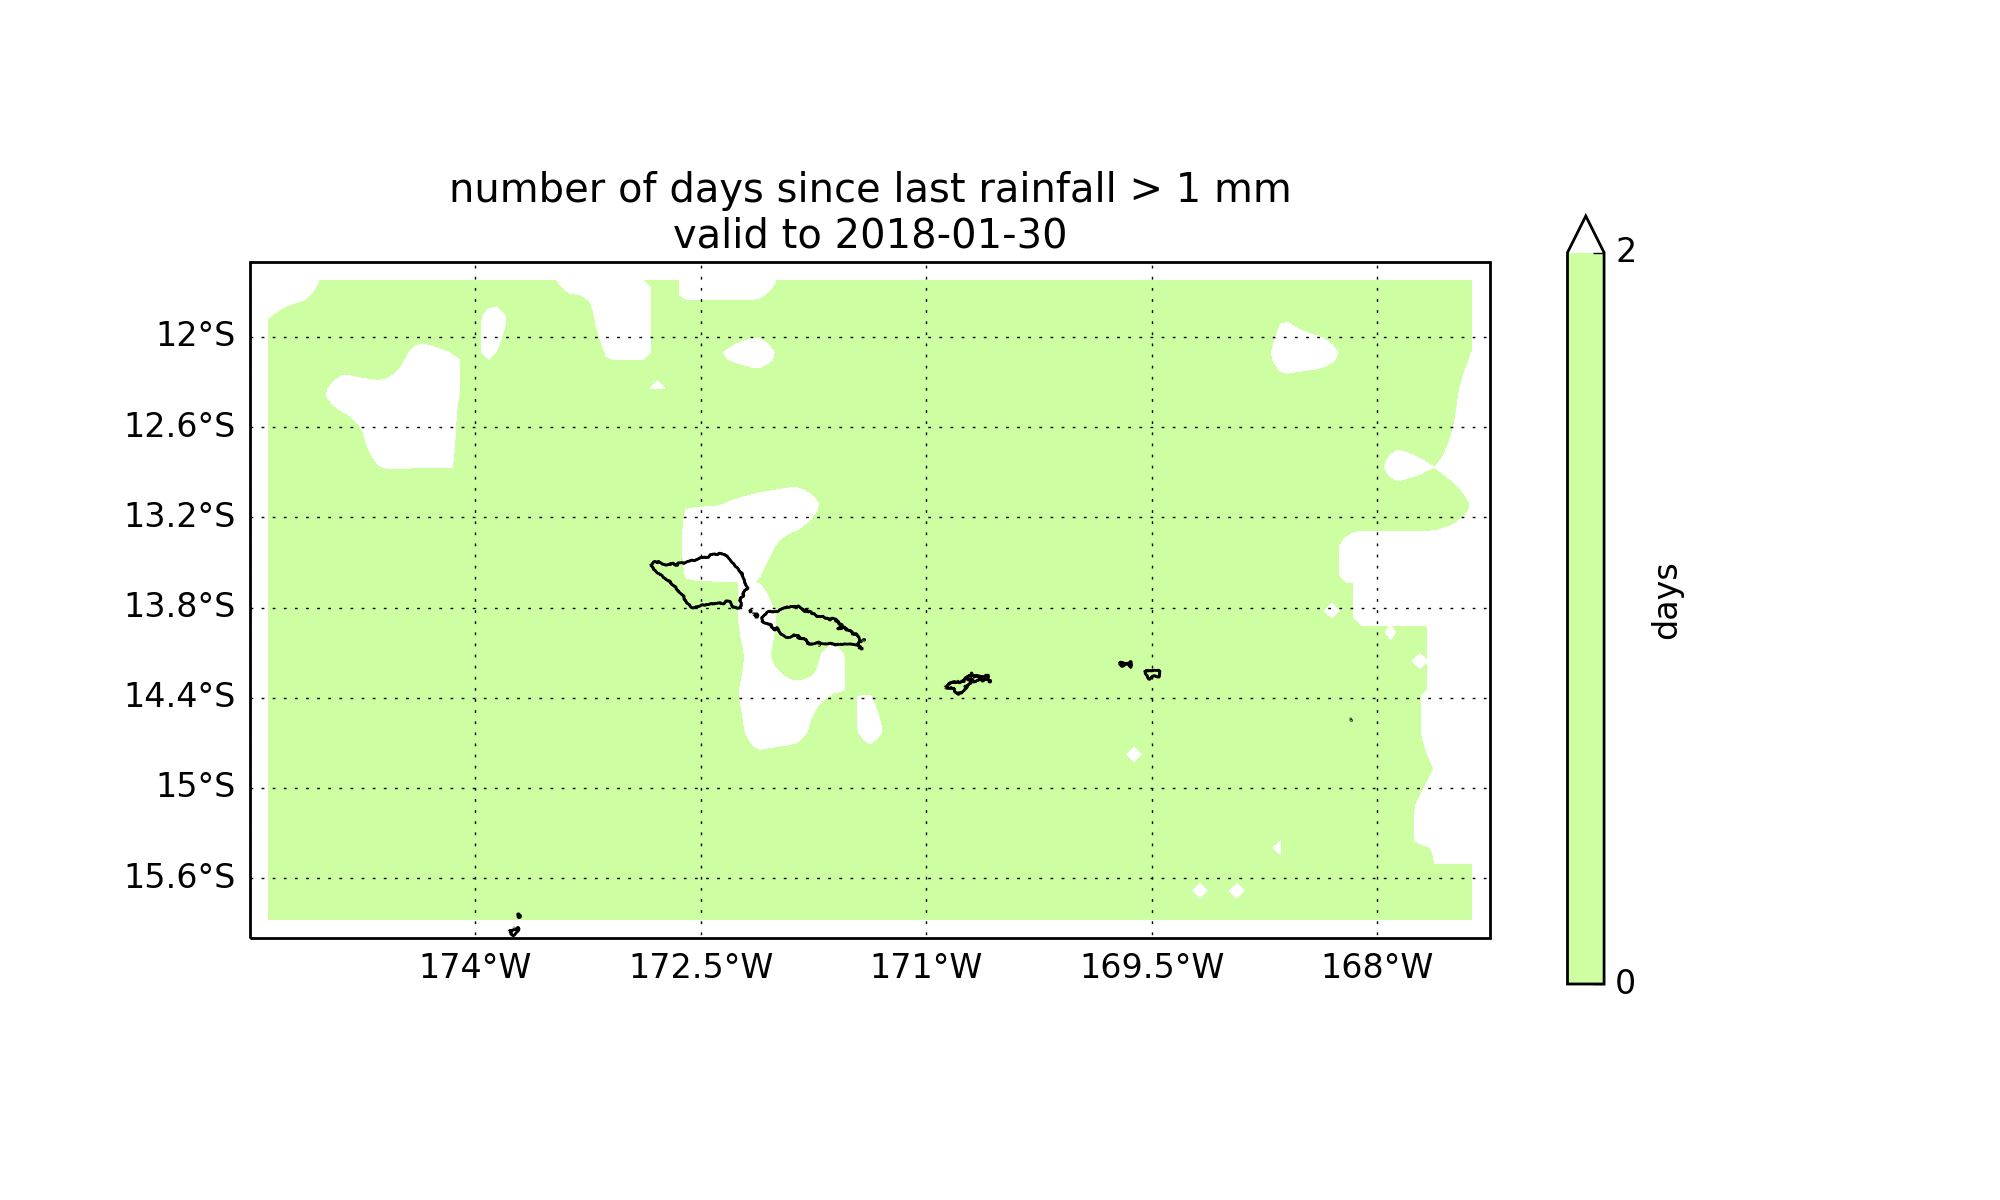 number of days since last rainfall > 1 mm
valid to 2018-01-30
12°S
12.6°S
13.2°S
13.8°S
14.4°S
15°S
15.6°S
174°W 172.5°W 171°W 169.5°W 168°W
2
0
days